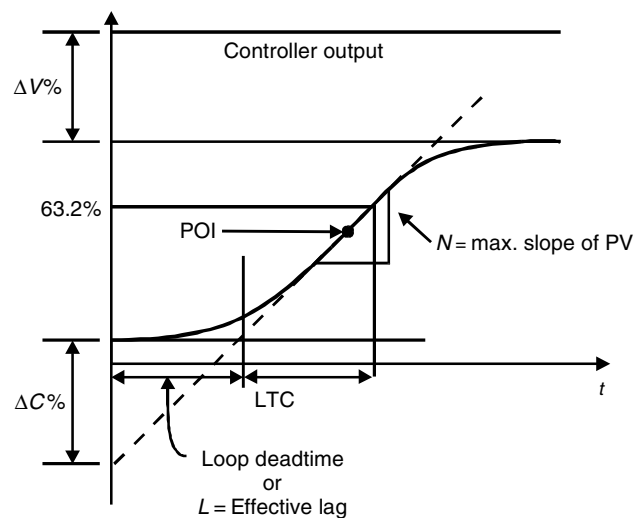 Controller output
ΔV%
63.2%
POI
N = max. slope of PV
ΔC%
LTC
t
Loop deadtime
or
L = Effective lag